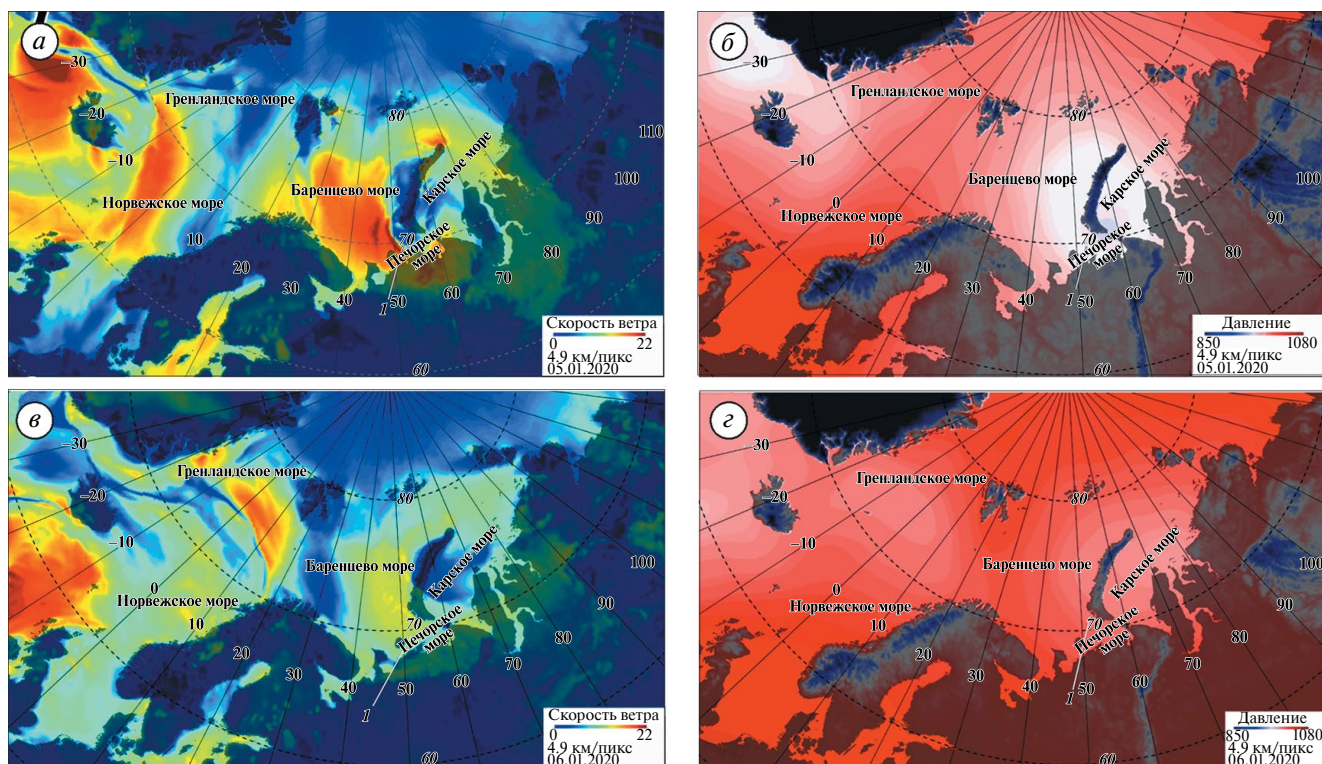 а
–30
–20
–10
Гренландское море
80
110
100
90
80
70
Баренцево море
Карское море
Норвежское море
10
20
30
40
1
50
60
70
Печорское
море
60
Скорость ветра
0 22
4.9 км/пикс
05.01.2020
б
–30
–20
–10
0
Гренландское море
80
100
90
80
70
Баренцево море
Карское море
Норвежское море
10
20
30
40
1
50
60
70
Печорское
море
60
Давление
850 1080
4.9 км/пикс
05.01.2020
в
–30
–20
–10
0
Гренландское море
80
100
90
80
70
Баренцево море
Карское море
Норвежское море
10
20
30
40
1
50
60
70
Печорское
море
60
Скорость ветра
0 22
4.9 км/пикс
06.01.2020
г
–30
–20
–10
0
Гренландское море
80
100
90
80
70
Баренцево море
Карское море
Норвежское море
10
20
30
40
1
50
60
70
Печорское
море
60
Давление
850 1080
4.9 км/пикс
06.01.2020